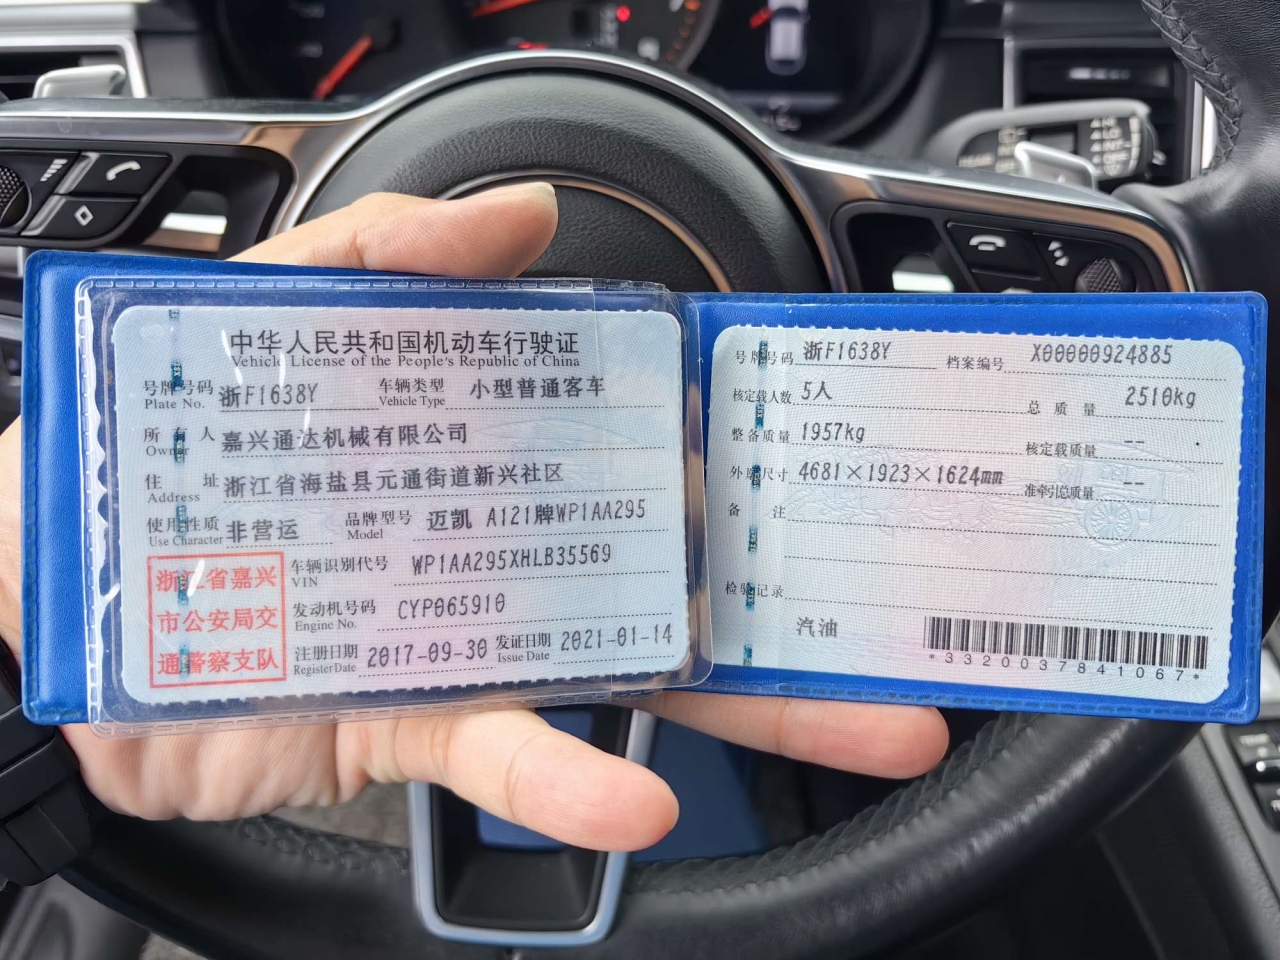 中华人民共和国机动车行驶证
Vehicle License of the People's Republic of China
号牌号码 浙F1638Y 车辆类型 小型普通客车
Plate No. Vehicle Type
所有人 嘉兴通达机械有限公司
Owner
住址 浙江省海盐县元通街道新兴社区
Address
使用性质 非营运 品牌型号 迈凯 A121牌WP1AA295
Use Character Model
浙江省嘉兴
市公安局交
通警察支队
车辆识别代号 WP1AA295XHLB35569
VIN
发动机号码 CYP065910
Engine No.
注册日期 2017-09-30 发证日期 2021-01-14
Register Date Issue Date
号牌号码 浙F1638Y 档案编号 X00000924885
核定载人数 5人 总质量 2510kg
整备质量 1957kg 核定载质量 --
外廓尺寸 4681×1923×1624mm 准牵引总质量 --
备注
检验记录
汽油
*3320037841067*
HI
LO
INT
OFF